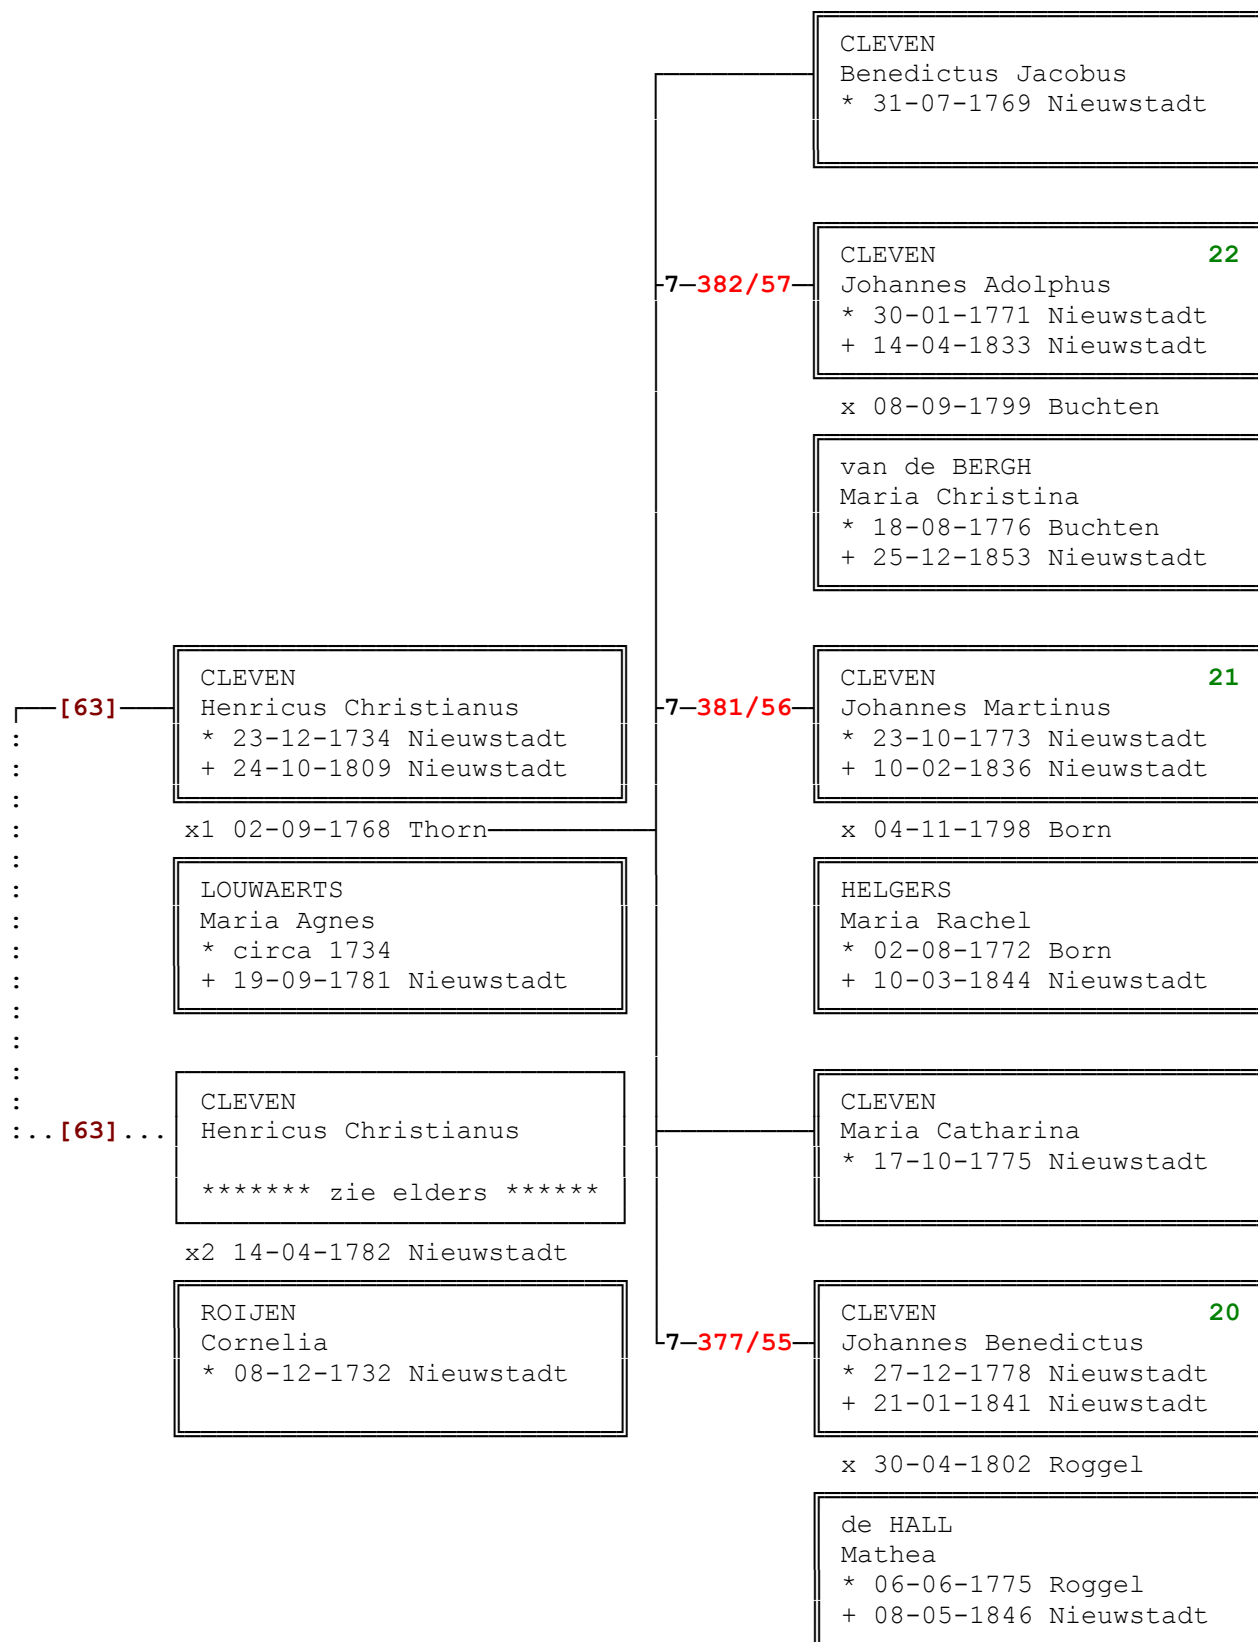 CLEVEN
Benedictus Jacobus
* 31-07-1769 Nieuwstadt
CLEVEN 22
7 382/57 Johannes Adolphus
* 30-01-1771 Nieuwstadt
+ 14-04-1833 Nieuwstadt
x 08-09-1799 Buchten
van de BERGH
Maria Christina
* 18-08-1776 Buchten
+ 25-12-1853 Nieuwstadt
CLEVEN
[63] Henricus Christianus
* 23-12-1734 Nieuwstadt
+ 24-10-1809 Nieuwstadt
x1 02-09-1768 Thorn
LOUWAERTS
Maria Agnes
* circa 1734
+ 19-09-1781 Nieuwstadt
CLEVEN
:..[63]... Henricus Christianus
******* zie elders ******
x2 14-04-1782 Nieuwstadt
ROIJEN
Cornelia
* 08-12-1732 Nieuwstadt
CLEVEN 21
7 381/56 Johannes Martinus
* 23-10-1773 Nieuwstadt
+ 10-02-1836 Nieuwstadt
x 04-11-1798 Born
HELGERS
Maria Rachel
* 02-08-1772 Born
+ 10-03-1844 Nieuwstadt
CLEVEN
Maria Catharina
* 17-10-1775 Nieuwstadt
CLEVEN 20
7 377/55 Johannes Benedictus
* 27-12-1778 Nieuwstadt
+ 21-01-1841 Nieuwstadt
x 30-04-1802 Roggel
de HALL
Mathea
* 06-06-1775 Roggel
+ 08-05-1846 Nieuwstadt